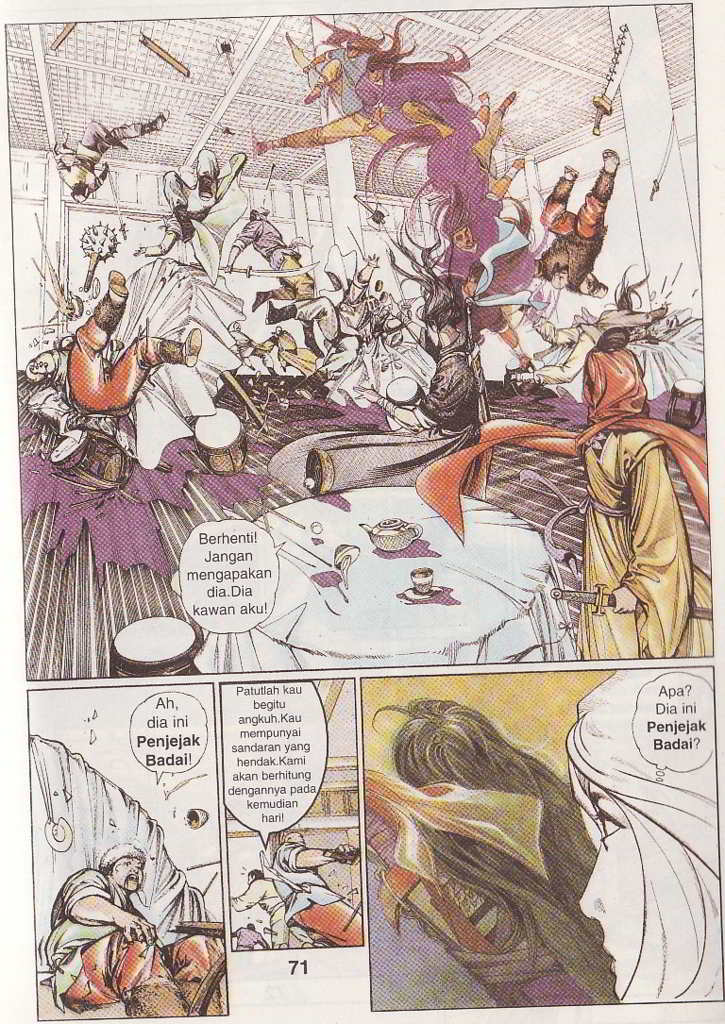 Berhenti!
Jangan
mengapakan
dia.Dia
kawan aku!
Ah,
dia ini
Penjejak
Badai!
Patutlah kau
begitu
angkuh.Kau
mempunyai
sandaran yang
hendak.Kami
akan berhitung
dengannya pada
kemudian
hari!
Apa?
Dia ini
Penjejak
Badai?
71